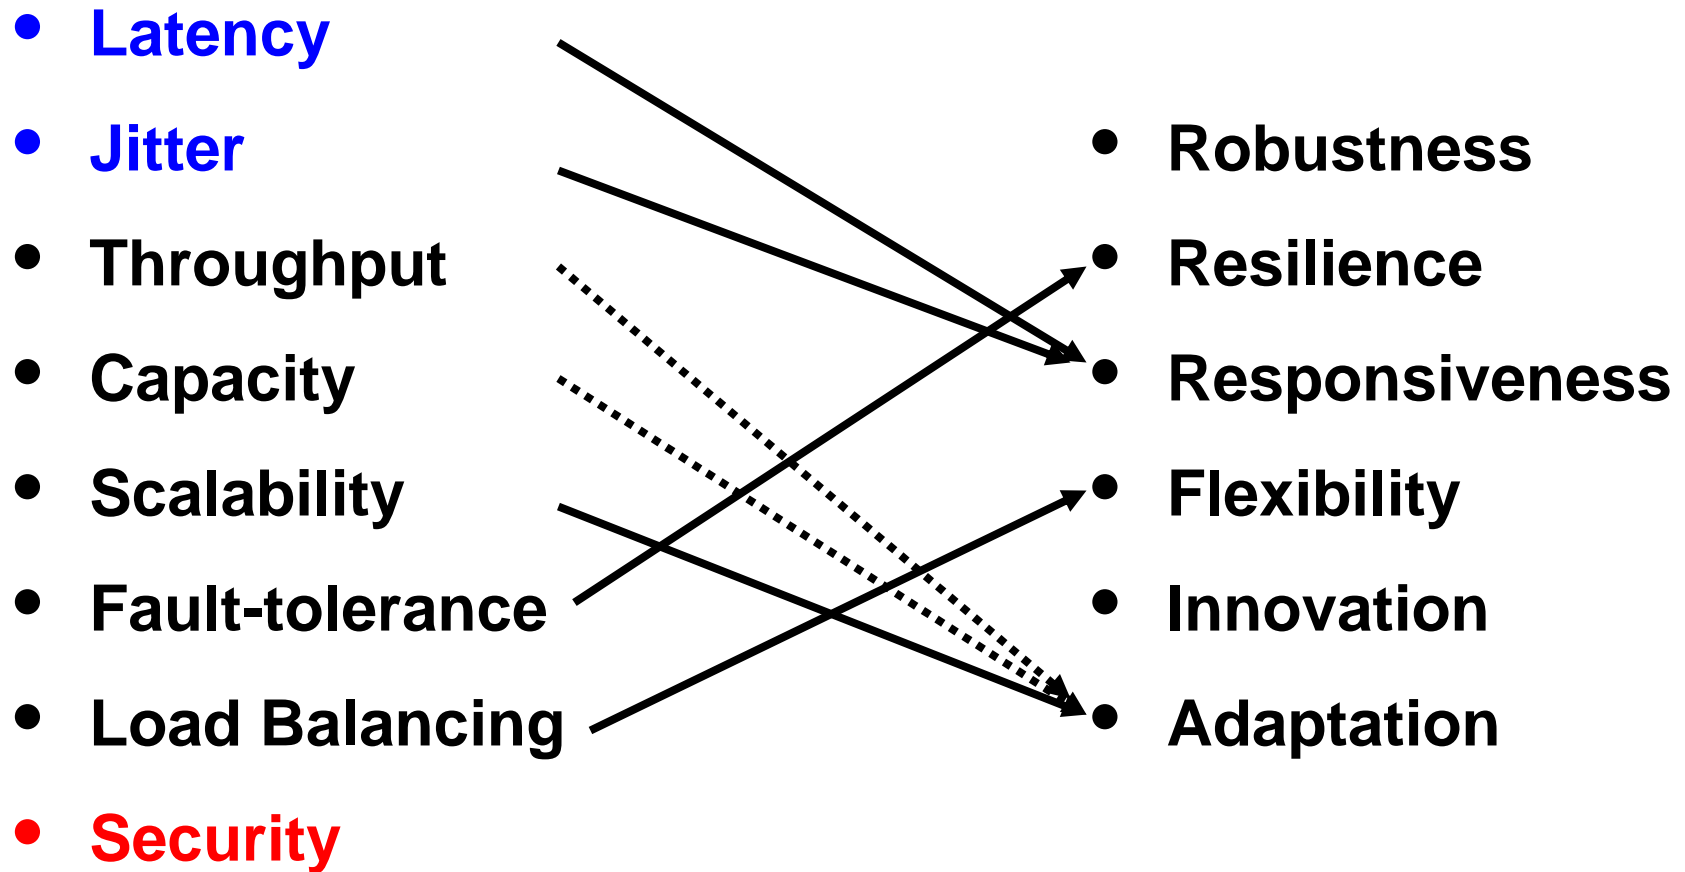 • Latency
• Jitter
• Throughput
• Capacity
• Scalability
• Fault-tolerance
• Load Balancing
• Security
• Robustness
• Resilience
• Responsiveness
• Flexibility
• Innovation
• Adaptation